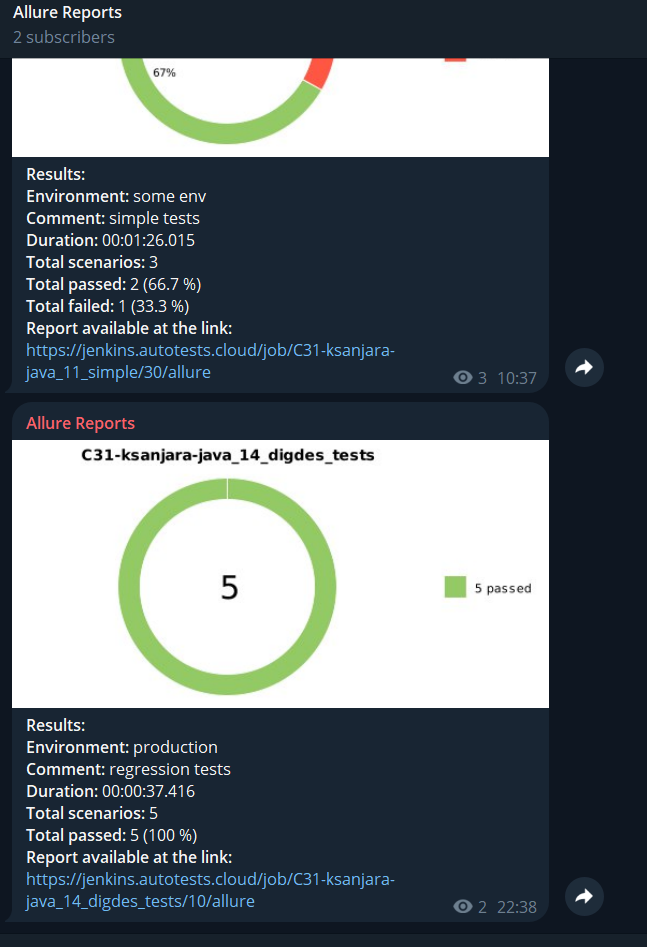 Allure Reports
2 subscribers
67%
Results:
Environment: some env
Comment: simple tests
Duration: 00:01:26.015
Total scenarios: 3
Total passed: 2 (66.7 %)
Total failed: 1 (33.3 %)
Report available at the link:
https://jenkins.autotests.cloud/job/C31-ksanjara-
java_11_simple/30/allure
3 10:37
Allure Reports
C31-ksanjara-java_14_digdes_tests
5
5 passed
Results:
Environment: production
Comment: regression tests
Duration: 00:00:37.416
Total scenarios: 5
Total passed: 5 (100 %)
Report available at the link:
https://jenkins.autotests.cloud/job/C31-ksanjara-
java_14_digdes_tests/10/allure
2 22:38